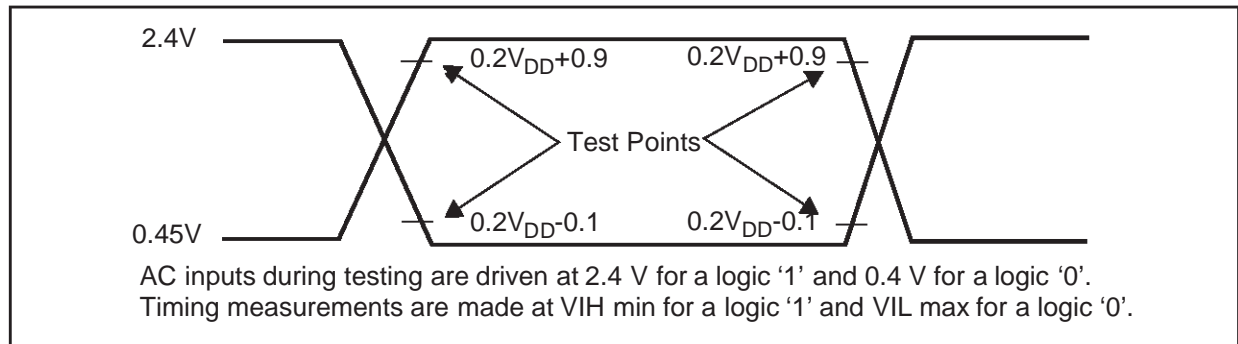 2.4V 0.2VDD+0.9 0.2VDD+0.9
Test Points
0.45V 0.2VDD-0.1 0.2VDD-0.1
AC inputs during testing are driven at 2.4 V for a logic ‘1’ and 0.4 V for a logic ‘0’.
Timing measurements are made at VIH min for a logic ‘1’ and VIL max for a logic ‘0’.